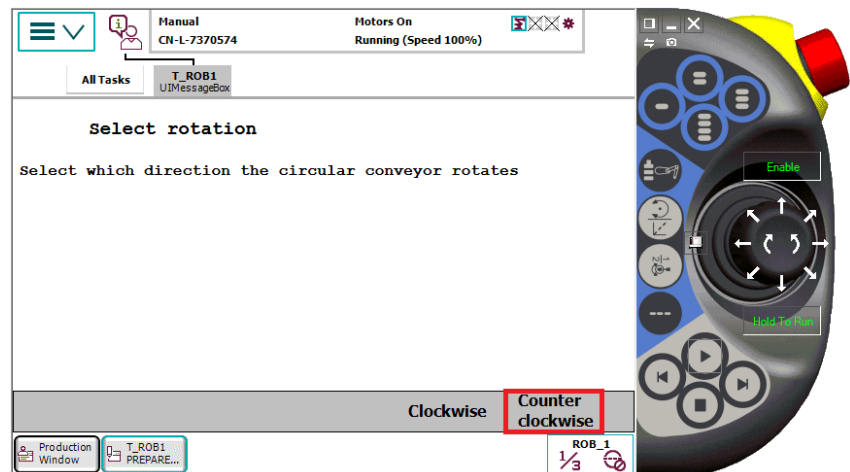 Manual
CN-L-7370574
Motors On
Running (Speed 100%)
All Tasks
T_ROB1
UIMessageBox
Select rotation
Select which direction the circular conveyor rotates
Enable
Hold To Run
Clockwise
Counter
clockwise
Production
Window
T_ROB1
PREPARE...
ROB_1
1/3